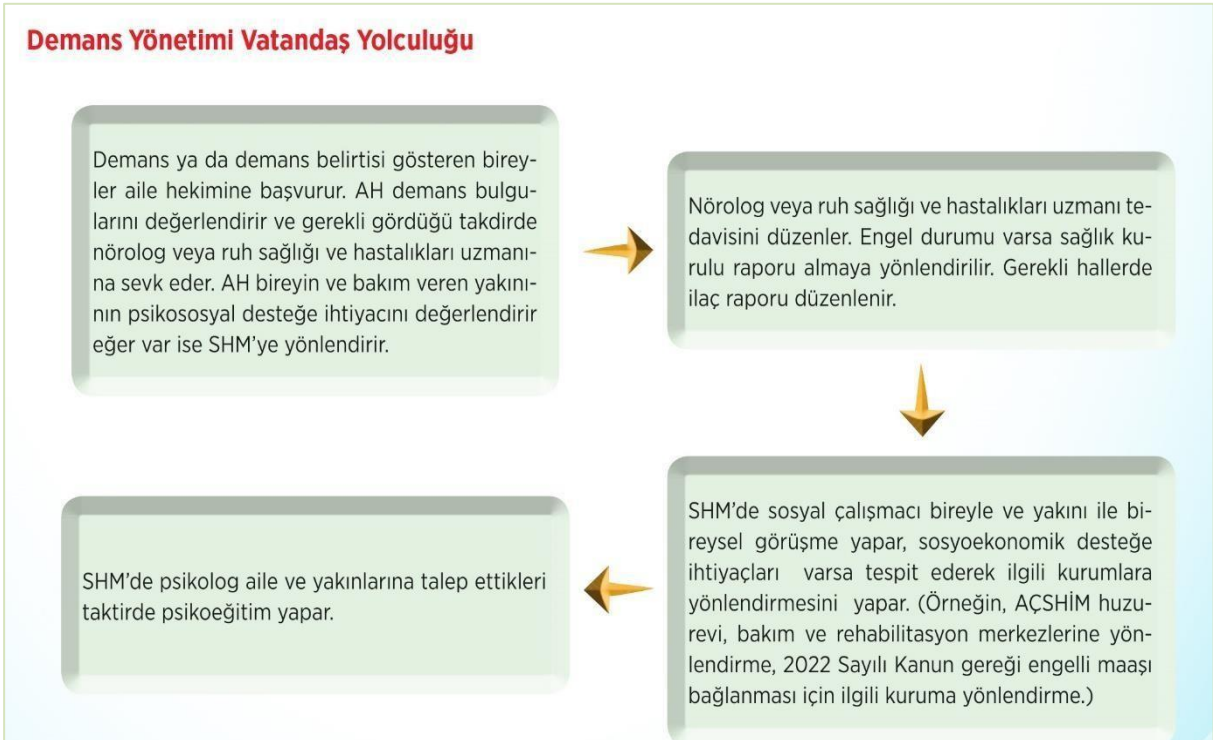 Demans Yönetimi Vatandaş Yolculuğu
Demans ya da demans belirtisi gösteren birey-
ler aile hekimine başvurur. AH demans bulgu-
larını değerlendirir ve gerekli gördüğü takdirde
nörolog veya ruh sağlığı ve hastalıkları uzmanı-
na sevk eder. AH bireyin ve bakım veren yakını-
nın psikososyal desteğe ihtiyacını değerlendirir
eğer var ise SHM'ye yönlendirir.
Nörolog veya ruh sağlığı ve hastalıkları uzmanı te-
davisini düzenler. Engel durumu varsa sağlık ku-
rulu raporu almaya yönlendirilir. Gerekli hallerde
ilaç raporu düzenlenir.
SHM'de sosyal çalışmacı bireyle ve yakını ile bi-
reysel görüşme yapar, sosyoekonomik desteğe
ihtiyaçları varsa tespit ederek ilgili kurumlara
yönlendirmesini yapar. (Örneğin, AÇSHİM huzu-
revi, bakım ve rehabilitasyon merkezlerine yön-
lendirme, 2022 Sayılı Kanun gereği engelli maaşı
bağlanması için ilgili kuruma yönlendirme.)
SHM'de psikolog aile ve yakınlarına talep ettikleri
taktirde psikoeğitim yapar.